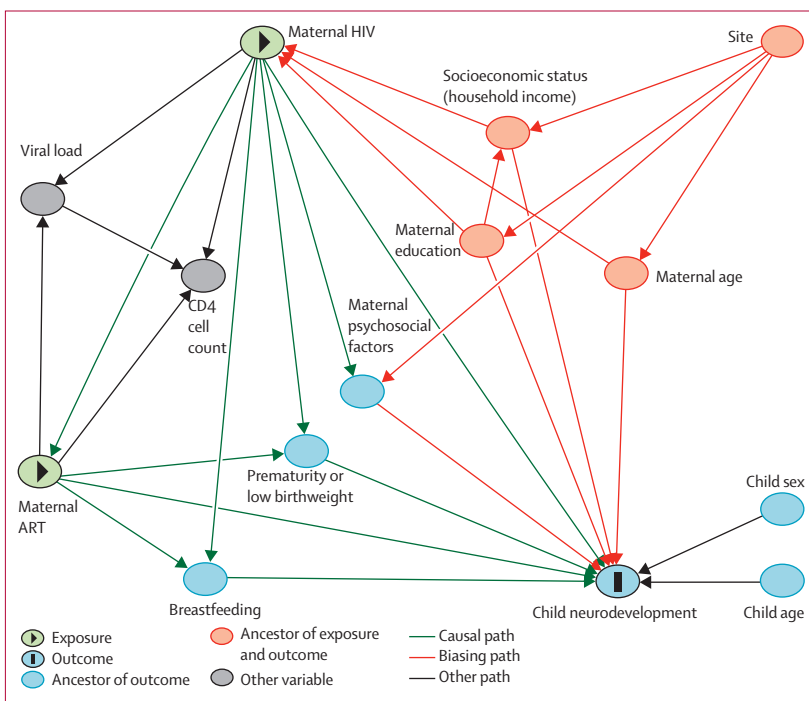 Maternal HIV
Site
Socioeconomic status
(household income)
Viral load
Maternal
education
Maternal age
CD4
cell
count
Maternal
psychosocial
factors
Prematurity or
low birthweight
Maternal
ART
Child sex
Breastfeeding
Child neurodevelopment
Child age
Exposure
Outcome
Ancestor of outcome
Ancestor of exposure
and outcome
Other variable
Causal path
Biasing path
Other path